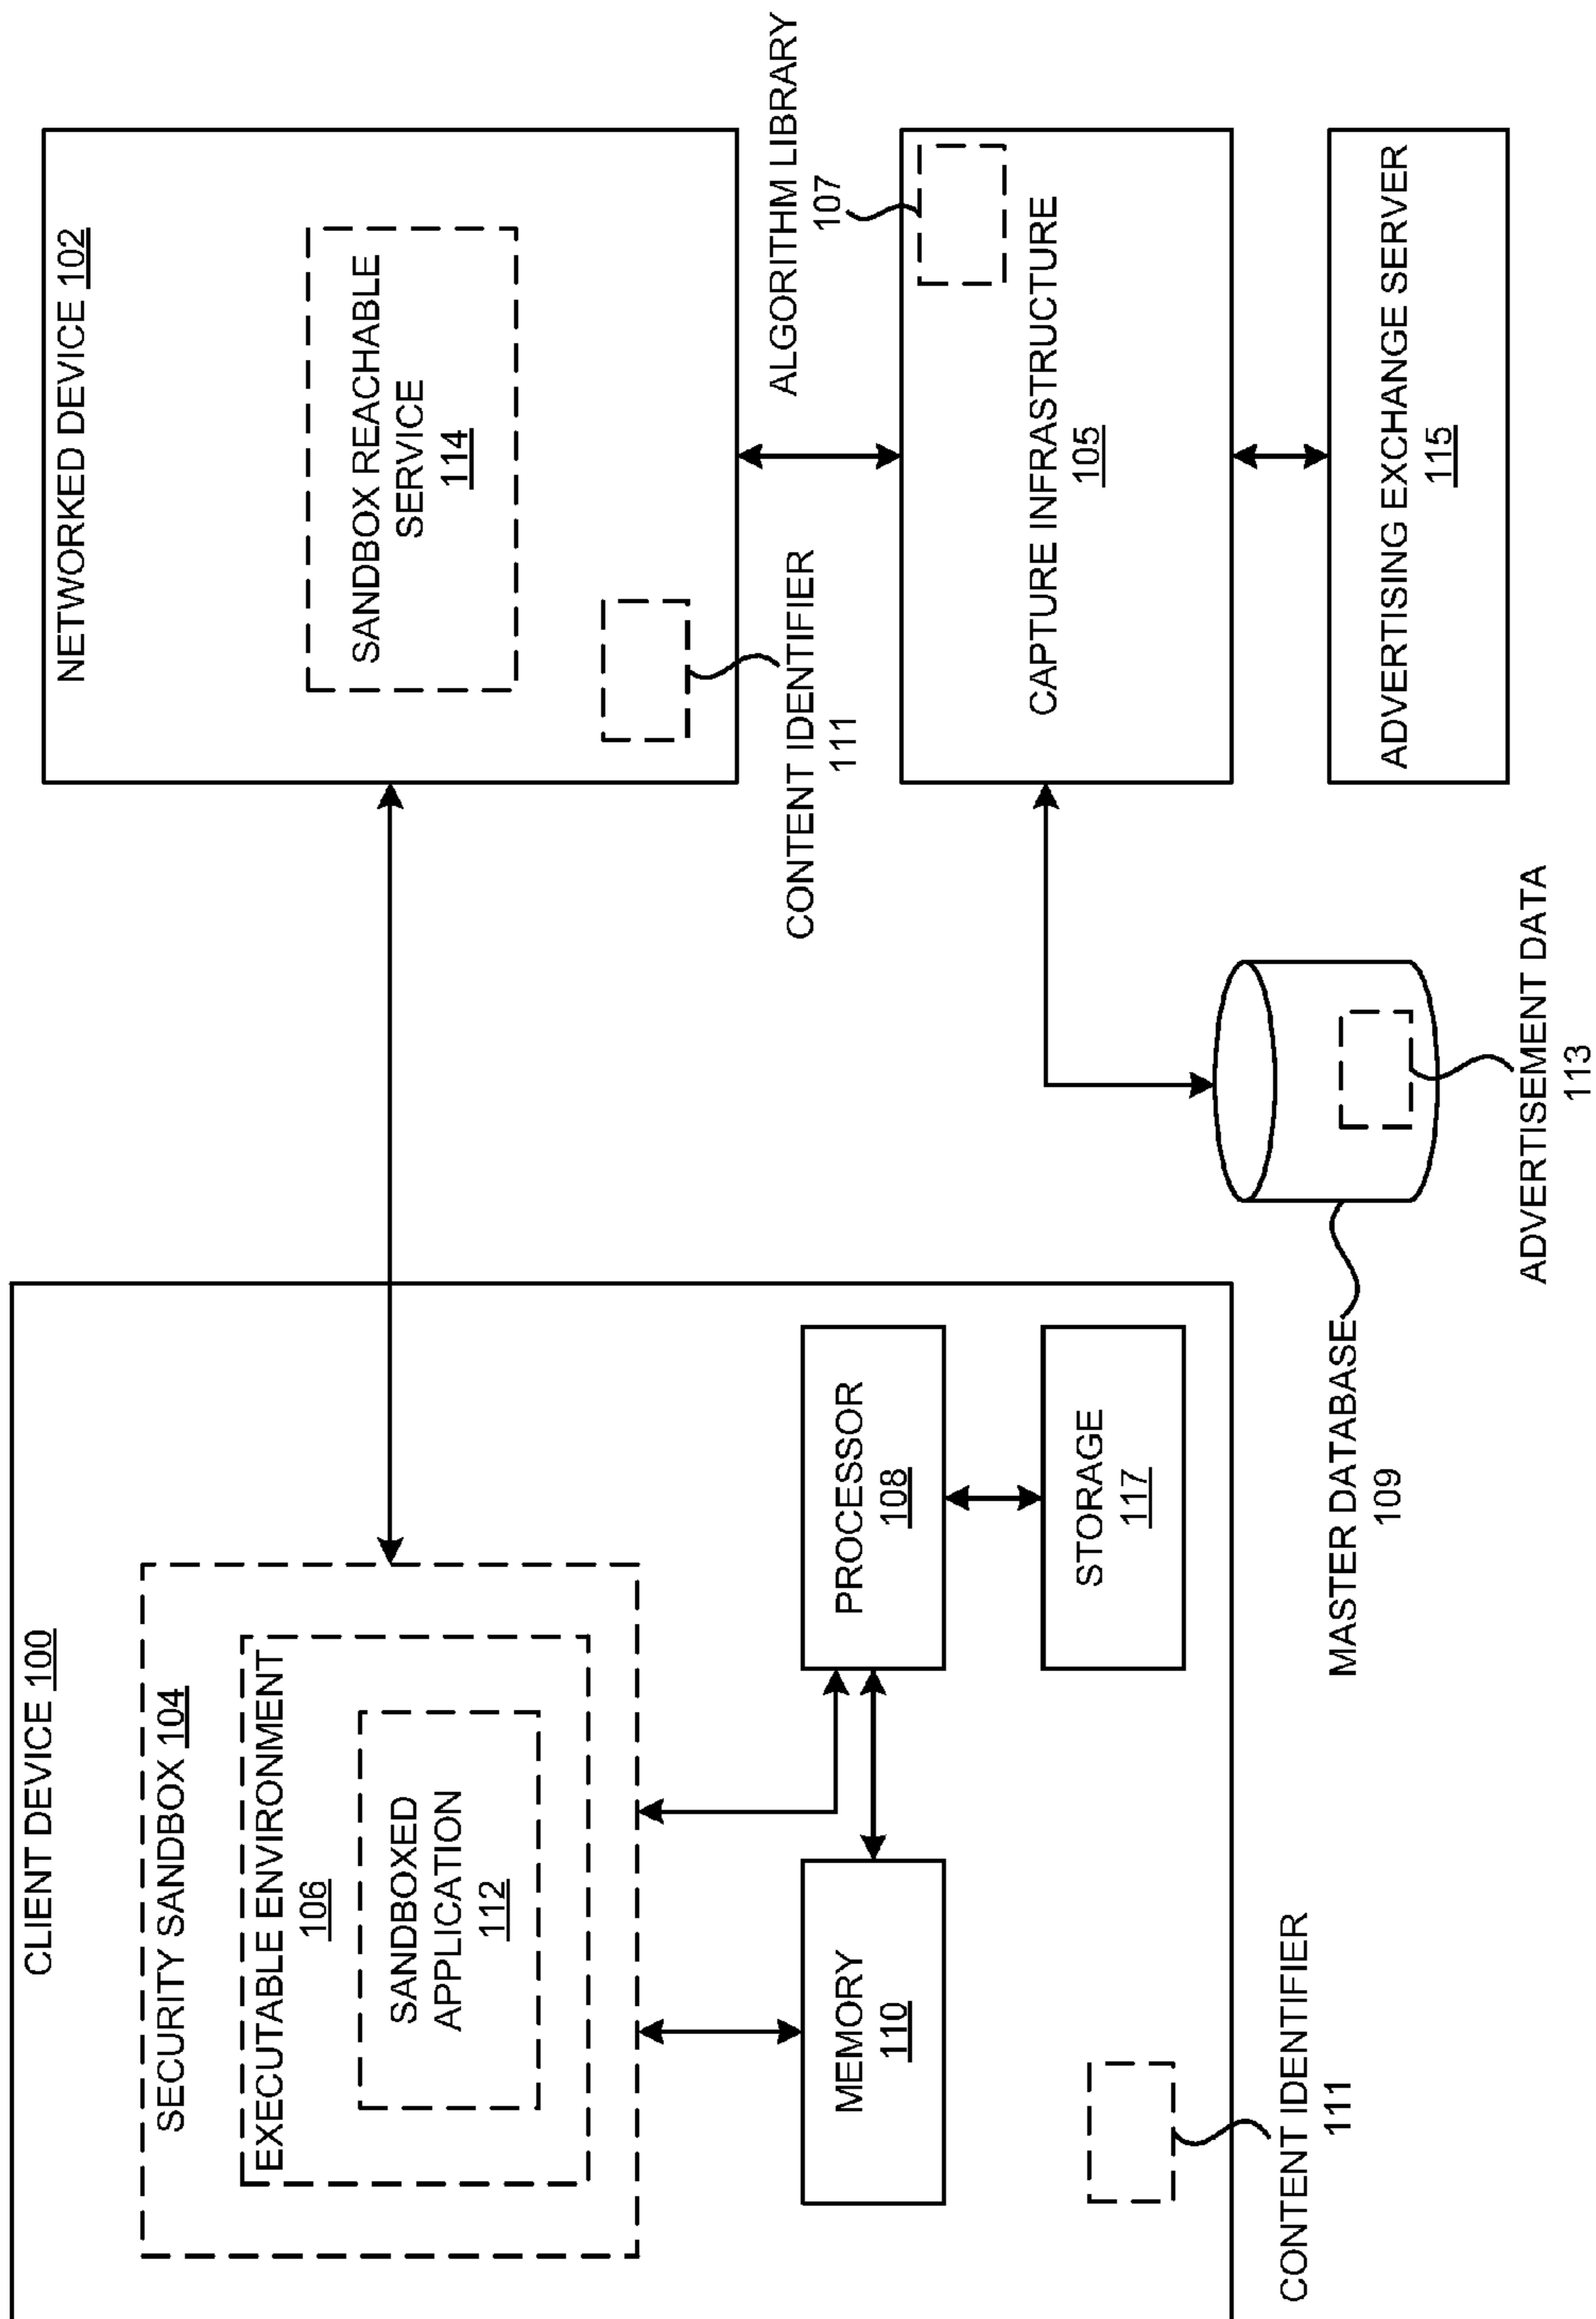 CLIENT DEVICE 100
SECURITY SANDBOX 104
EXECUTABLE ENVIRONMENT
106
SANDBOXED
APPLICATION
112
MEMORY
110
PROCESSOR
108
STORAGE
117
CONTENT IDENTIFIER
111
NETWORKED DEVICE 102
SANDBOX REACHABLE
SERVICE
114
CONTENT IDENTIFIER
111
ALGORITHM LIBRARY
107
CAPTURE INFRASTRUCTURE
105
ADVERTISING EXCHANGE SERVER
115
MASTER DATABASE
109
ADVERTISEMENT DATA
113